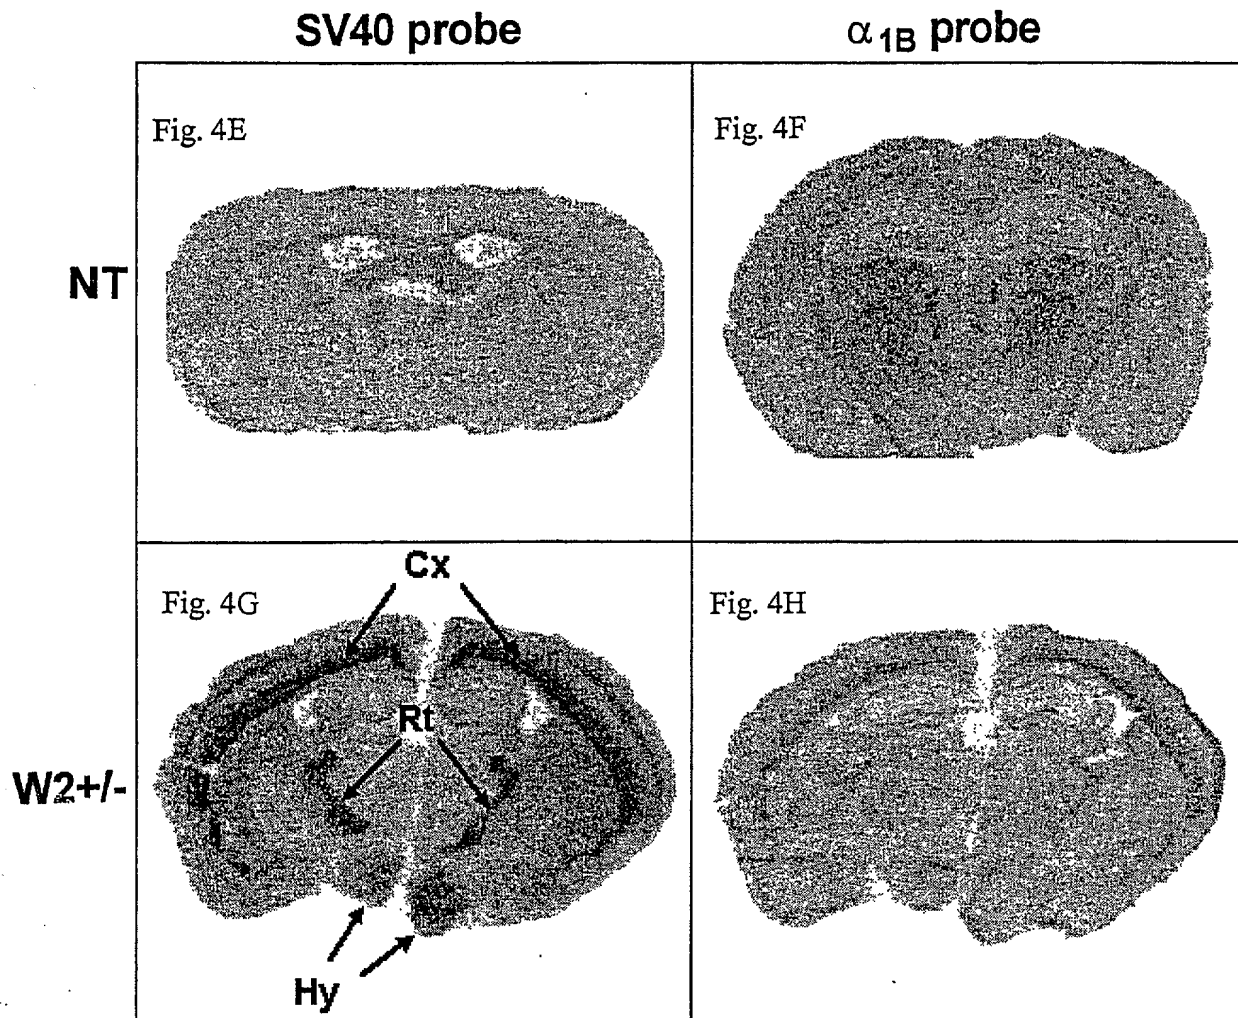 SV40 probe
α1B probe
Fig. 4E
Fig. 4F
NT
Cx
Fig. 4G
Fig. 4H
Rt
W2+/-
Hy